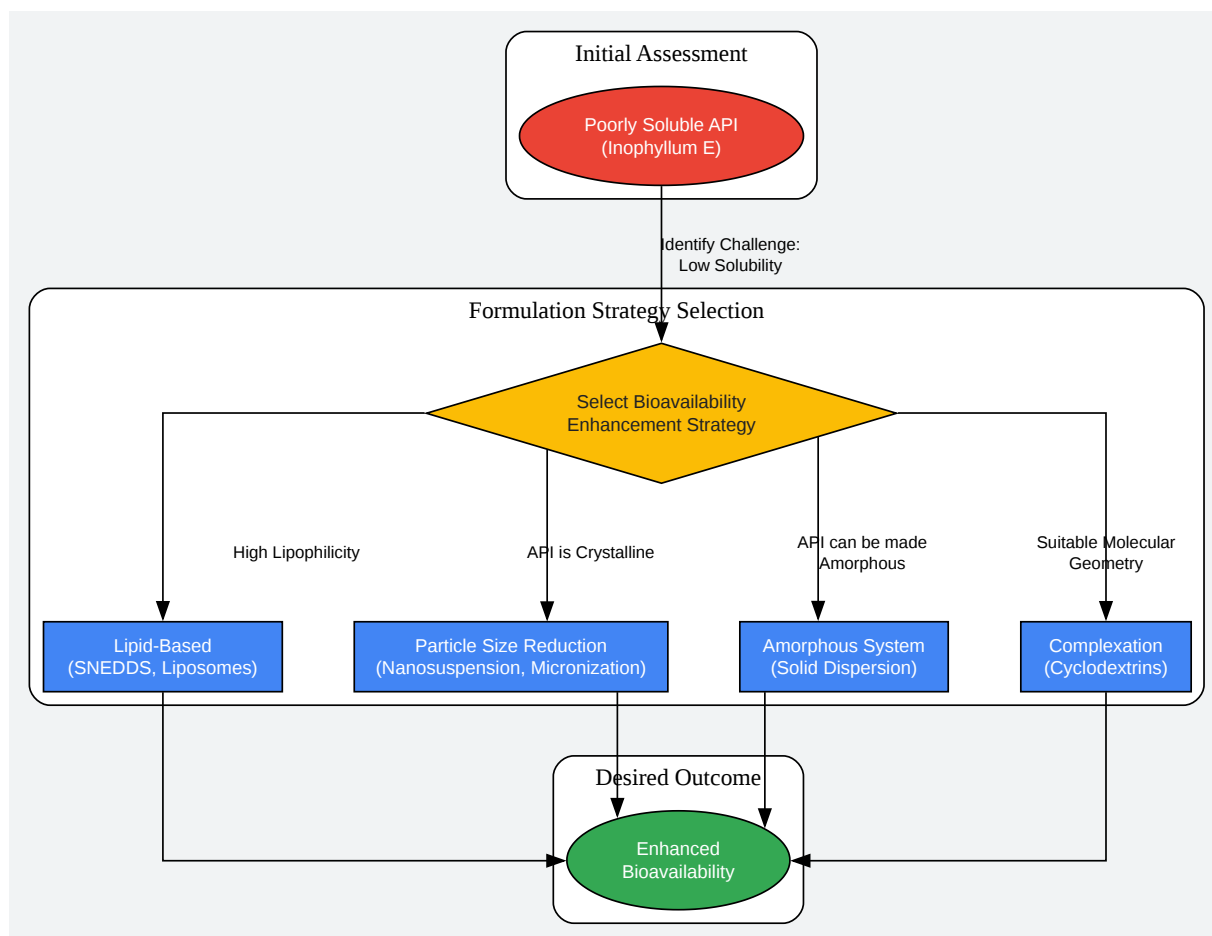 Initial Assessment
Poorly Soluble API
(Inophyllum E)
Identify Challenge:
Low Solubility
Formulation Strategy Selection
Select Bioavailability
Enhancement Strategy
High Lipophilicity
API is Crystalline
API can be made
Amorphous
Suitable Molecular
Geometry
Lipid-Based
(SNEDDS, Liposomes)
Particle Size Reduction
(Nanosuspension, Micronization)
Amorphous System
(Solid Dispersion)
Complexation
(Cyclodextrins)
Desired Outcome
Enhanced
Bioavailability